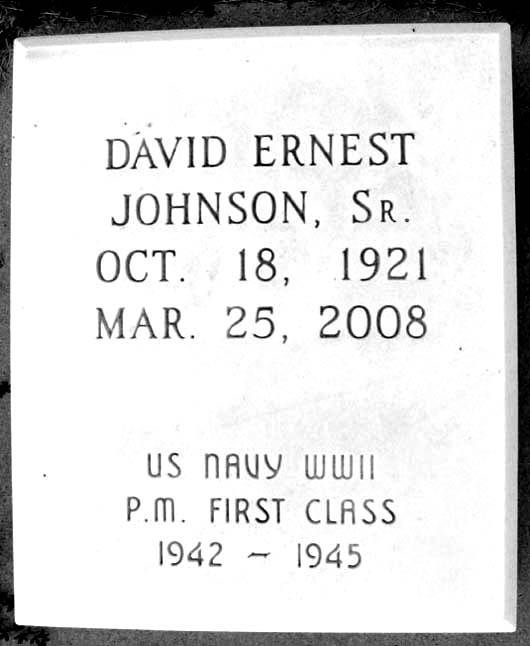 DAVID ERNEST
JOHNSON, SR.
OCT. 18, 1921
MAR. 25, 2008
US NAVY WWII
P.M. FIRST CLASS
1942 ~ 1945